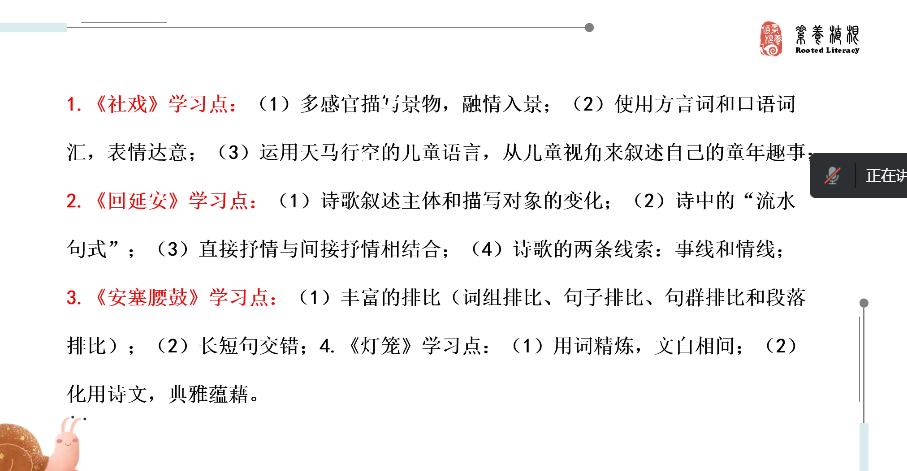 素养植根
Rooted Literacy
1.《社戏》学习点：（1）多感官描写景物，融情入景；（2）使用方言词和口语词
汇，表情达意；（3）运用天马行空的儿童语言，从儿童视角来叙述自己的童年趣事；
正在讲
2.《回延安》学习点：（1）诗歌叙述主体和描写对象的变化；（2）诗中的“流水
句式”；（3）直接抒情与间接抒情相结合；（4）诗歌的两条线索：事线和情线；
3.《安塞腰鼓》学习点：（1）丰富的排比（词组排比、句子排比、句群排比和段落
排比）；（2）长短句交错；4.《灯笼》学习点：（1）用词精炼，文白相间；（2）
化用诗文，典雅蕴藉。